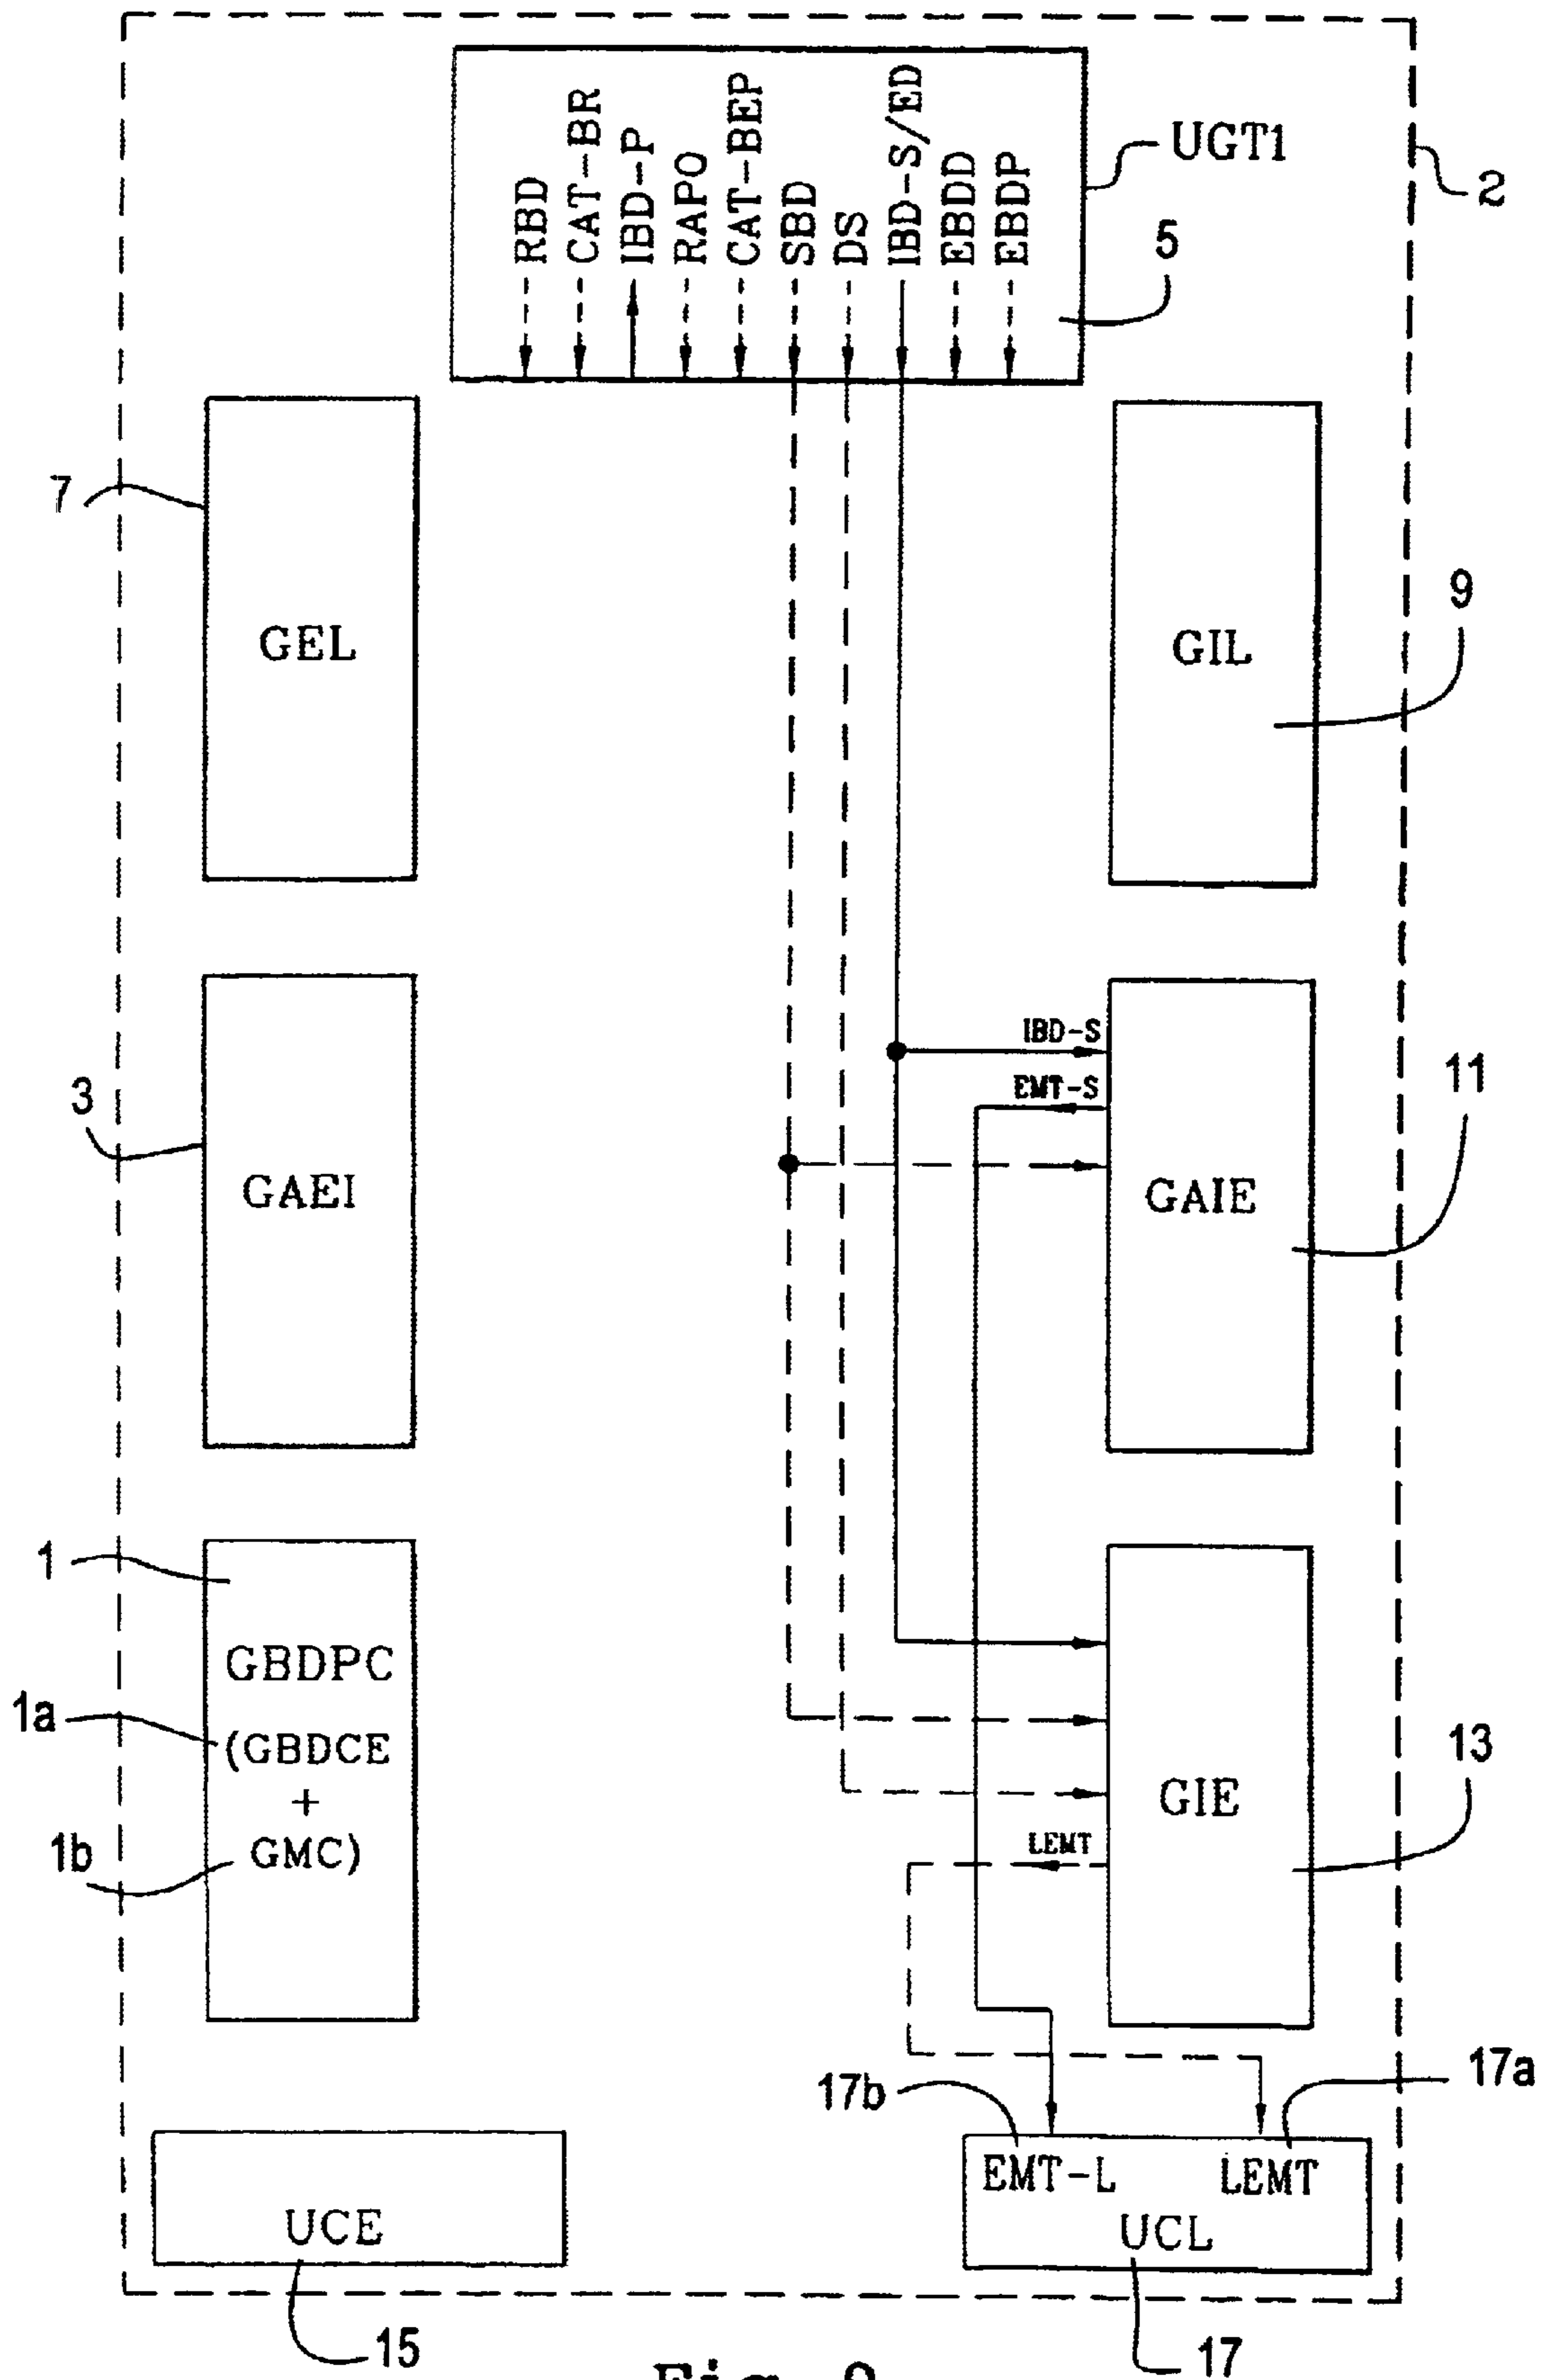 RBD
CAT-BR
IBD-P
RAPO
CAT-BEP
SBD
DS
IBD-S/ED
EBDD
EBDP
UGT1
2
5
7
GEL
9
GIL
3
GAEI
IBD-S
EMT-S
11
GAIE
1
GBDPC
1a
(GBDCE
+
1b
GMC)
13
GIE
LEMT
17b
17a
EMT-L
LEMT
UCE
UCL
15
17